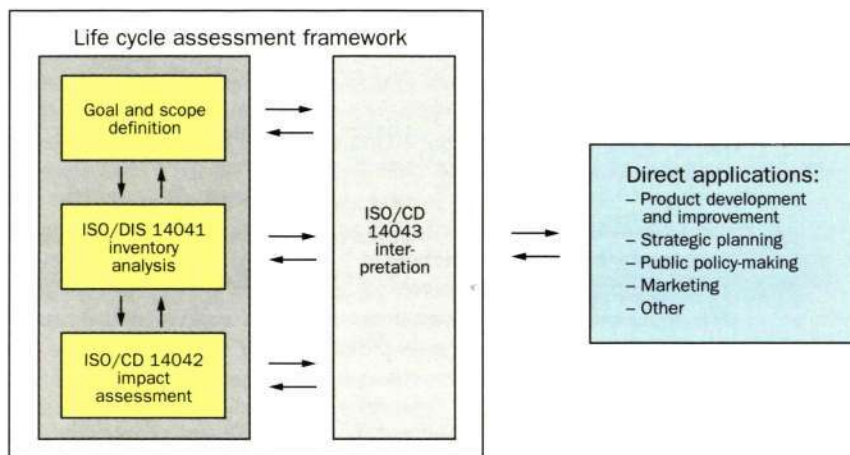 Life cycle assessment framework
Goal and scope
definition
ISO/DIS 14041
inventory
analysis
ISO/CD 14042
impact
assessment
ISO/CD
14043
inter-
pretation
Direct applications:
– Product development
and improvement
– Strategic planning
– Public policy-making
– Marketing
– Other